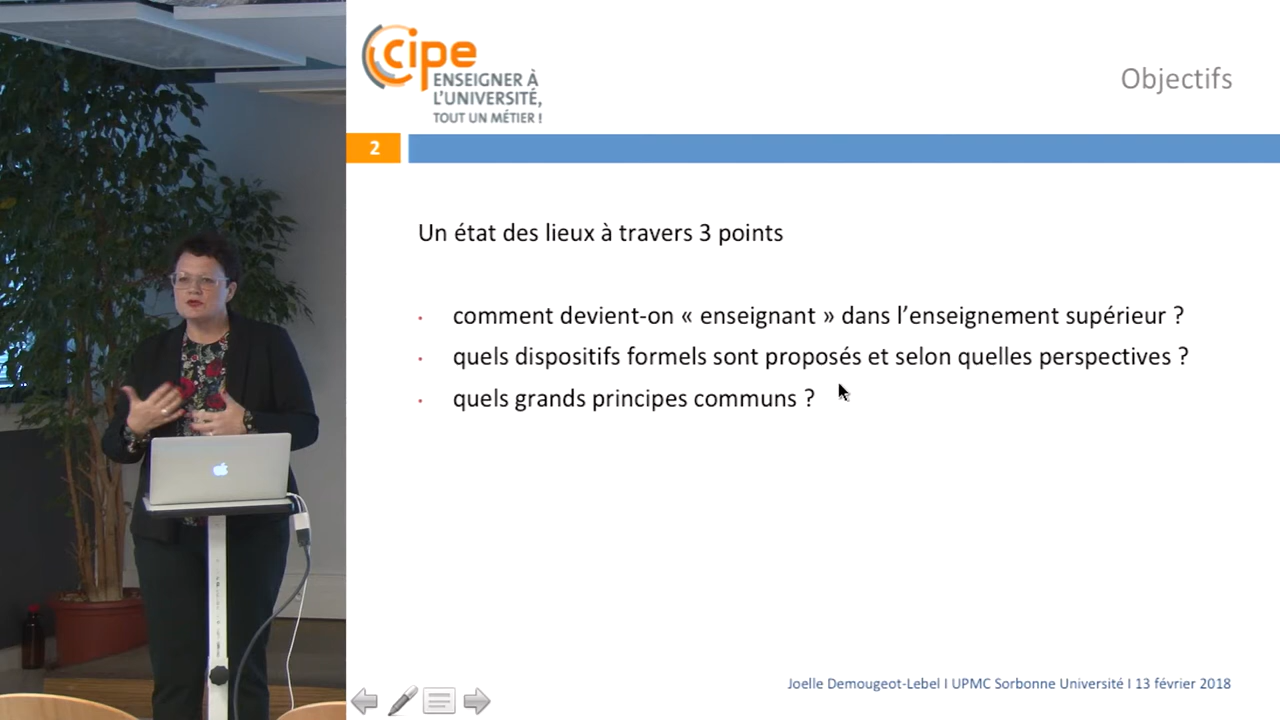 cipe
ENSEIGNER À
L'UNIVERSITÉ,
TOUT UN MÉTIER !
Objectifs
2
Un état des lieux à travers 3 points
• comment devient-on « enseignant » dans l’enseignement supérieur ?
• quels dispositifs formels sont proposés et selon quelles perspectives ?
• quels grands principes communs ?
Joelle Demougeot-Lebel I UPMC Sorbonne Université I 13 février 2018